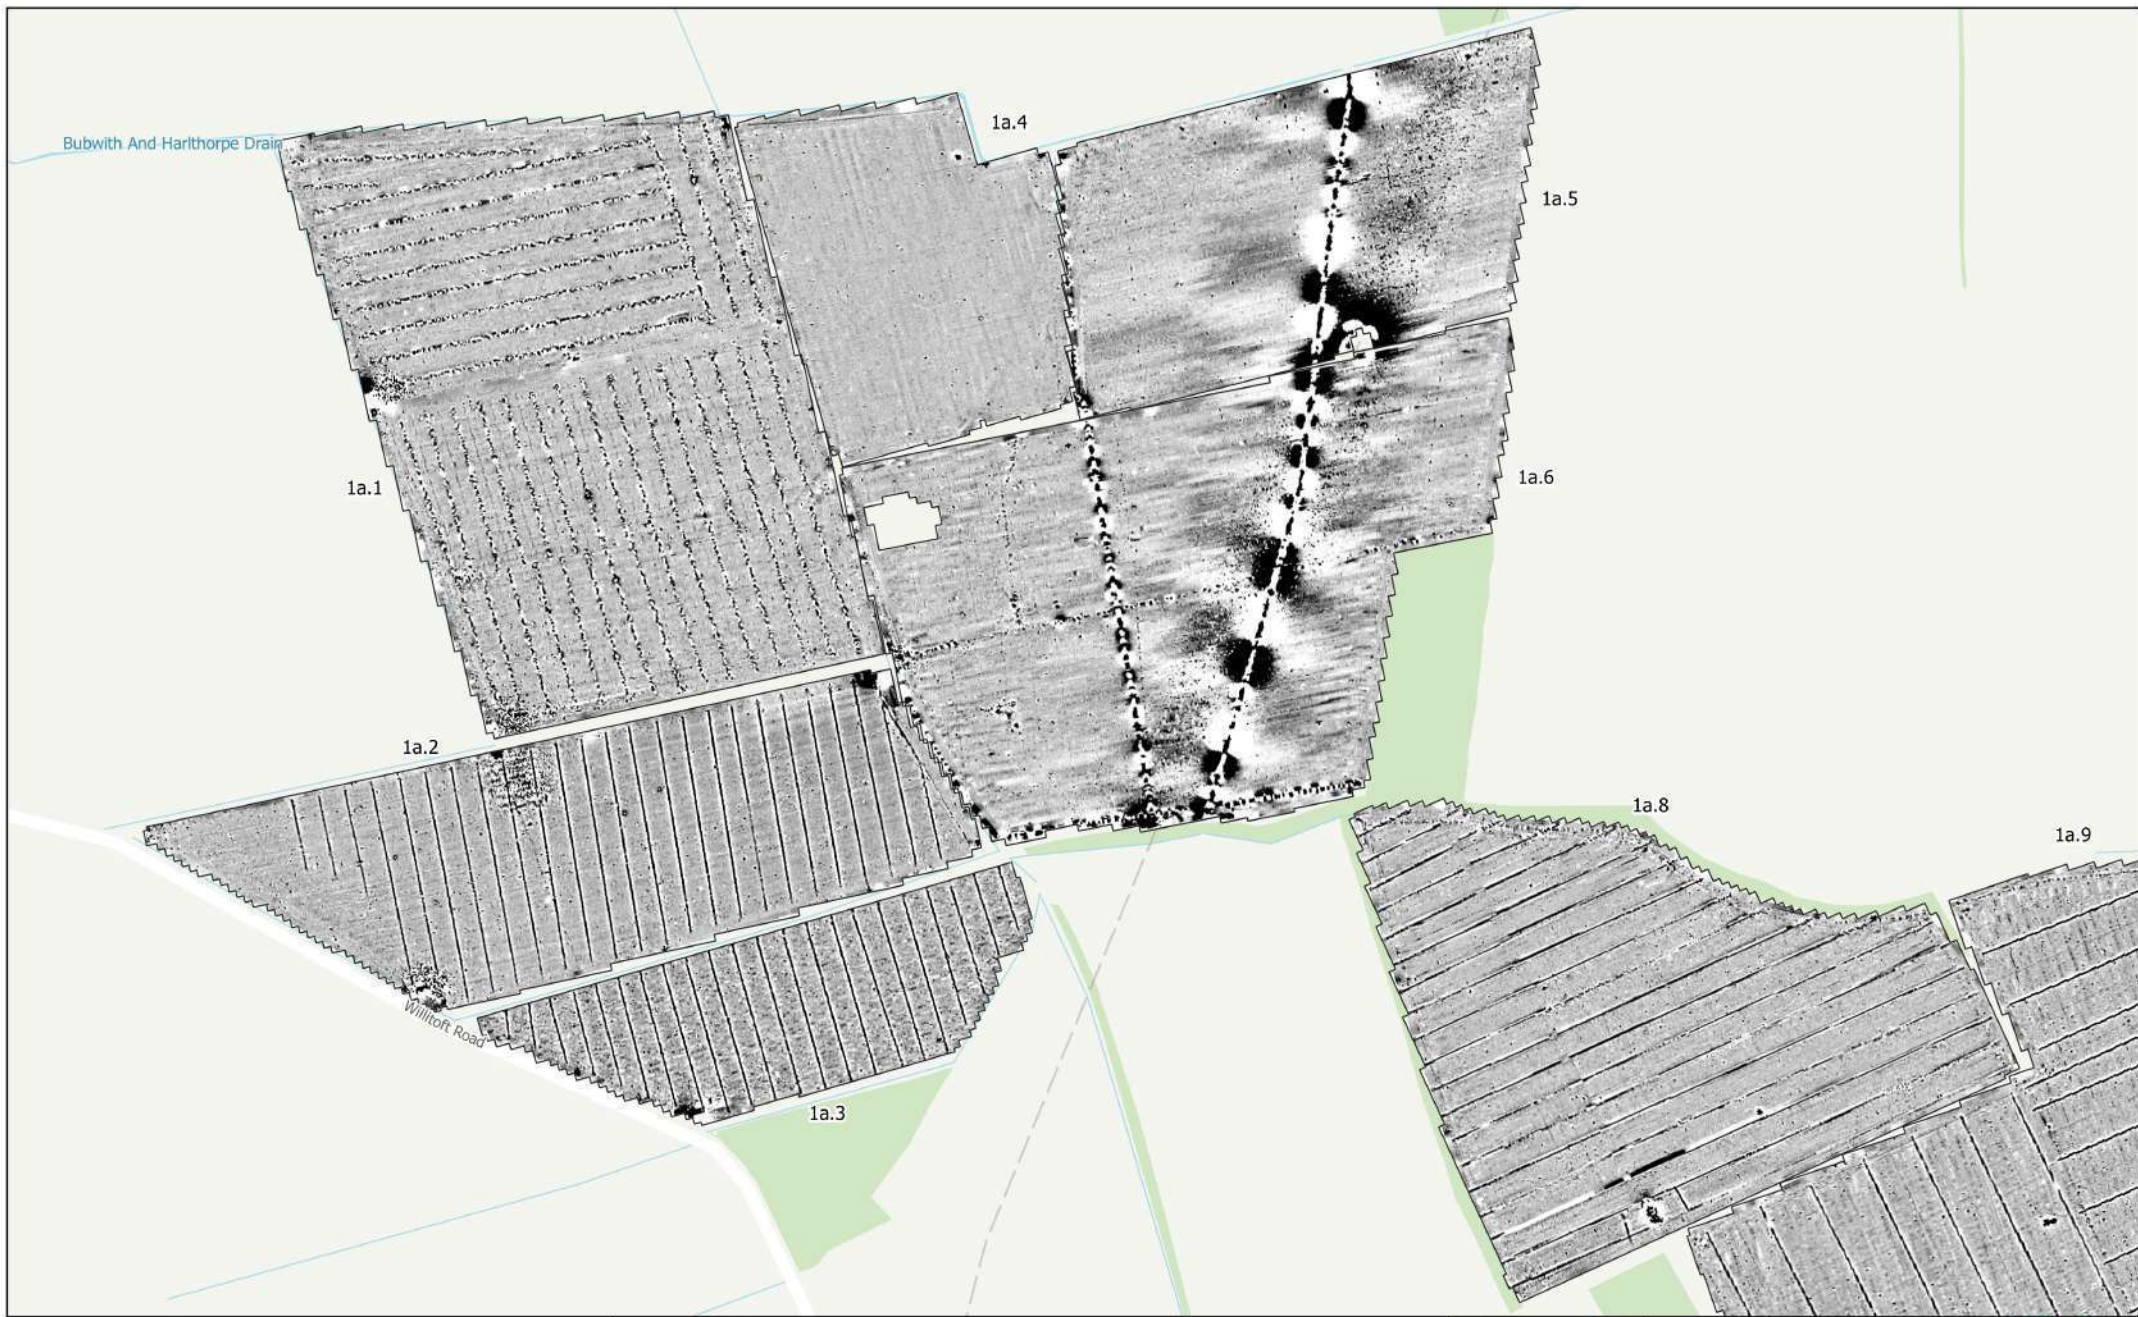 1a.4
Bubwith And Harlthorpe Drain
1a.5
1a.6
1a.1
1a.2
1a.8
1a.9
Willitoft Road
1a.3